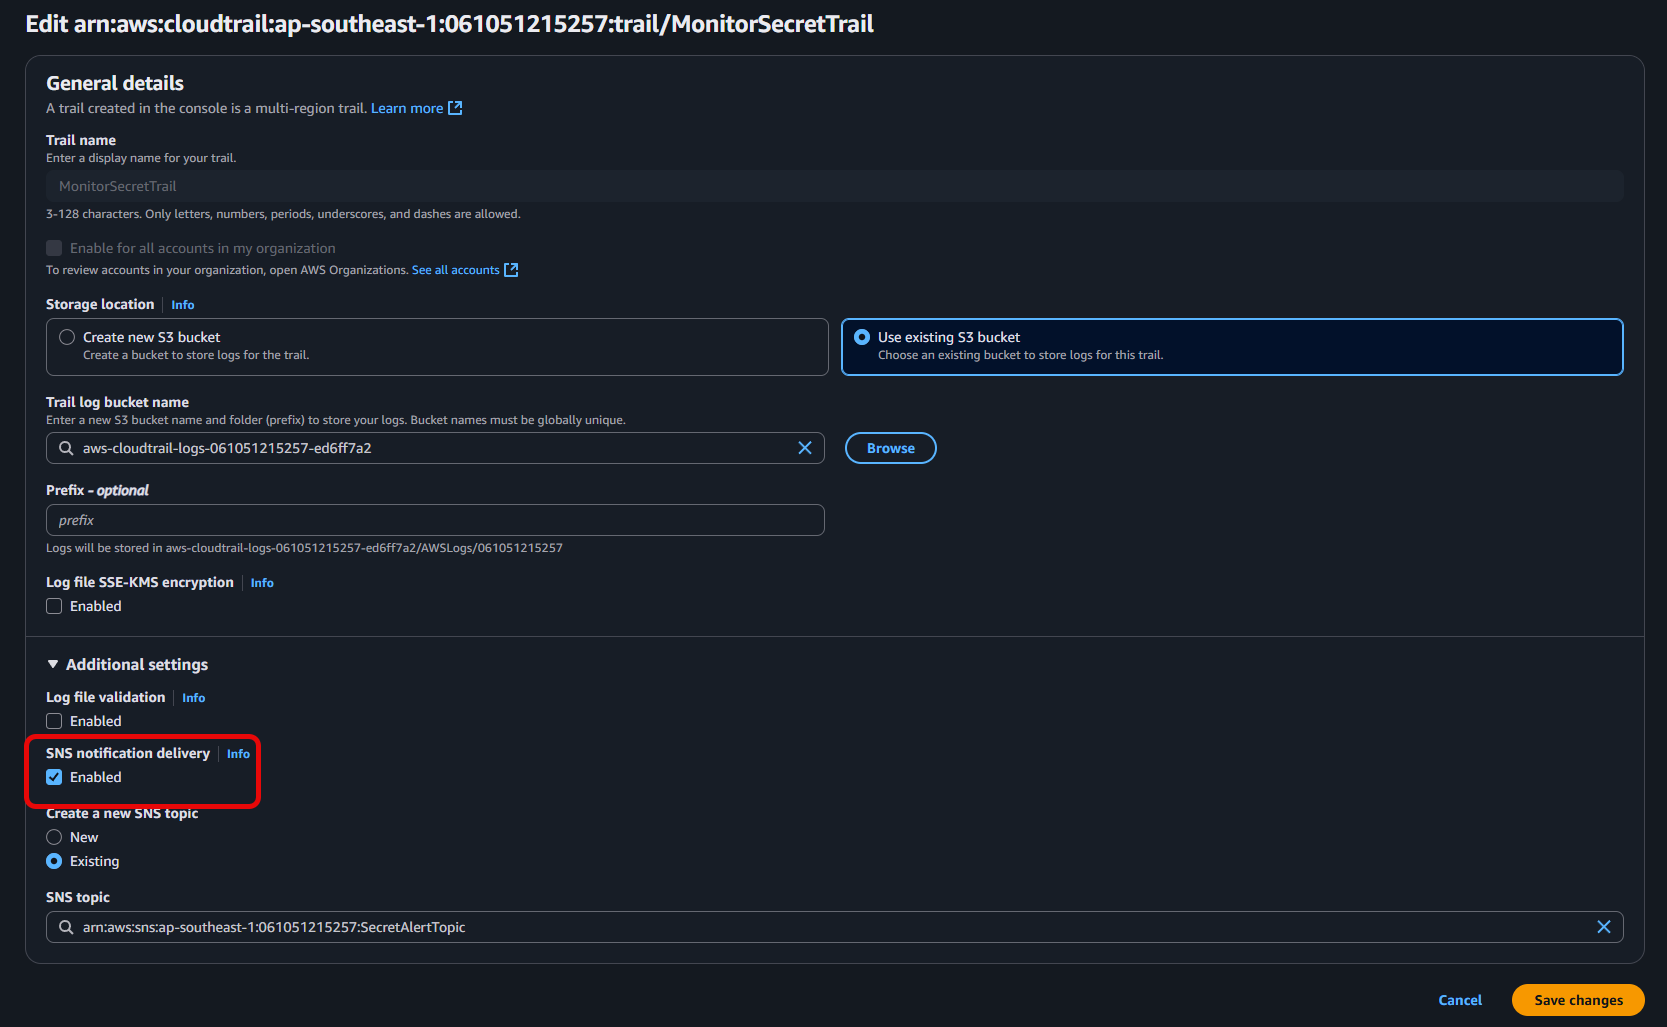 Edit arn:aws:cloudtrail:ap-southeast-1:061051215257:trail/MonitorSecretTrail
General details
A trail created in the console is a multi-region trail. Learn more
Trail name
Enter a display name for your trail.
MonitorSecretTrail
3-128 characters. Only letters, numbers, periods, underscores, and dashes are allowed.
Enable for all accounts in my organization
To review accounts in your organization, open AWS Organizations. See all accounts
Storage location Info
Create new S3 bucket
Create a bucket to store logs for the trail.
Use existing S3 bucket
Choose an existing bucket to store logs for this trail.
Trail log bucket name
Enter a new S3 bucket name and folder (prefix) to store your logs. Bucket names must be globally unique.
aws-cloudtrail-logs-061051215257-ed6ff7a2
Browse
Prefix - optional
prefix
Logs will be stored in aws-cloudtrail-logs-061051215257-ed6ff7a2/AWSLogs/061051215257
Log file SSE-KMS encryption Info
Enabled
Additional settings
Log file validation Info
Enabled
SNS notification delivery Info
Enabled
Create a new SNS topic
New
Existing
SNS topic
arn:aws:sns:ap-southeast-1:061051215257:SecretAlertTopic
Cancel
Save changes